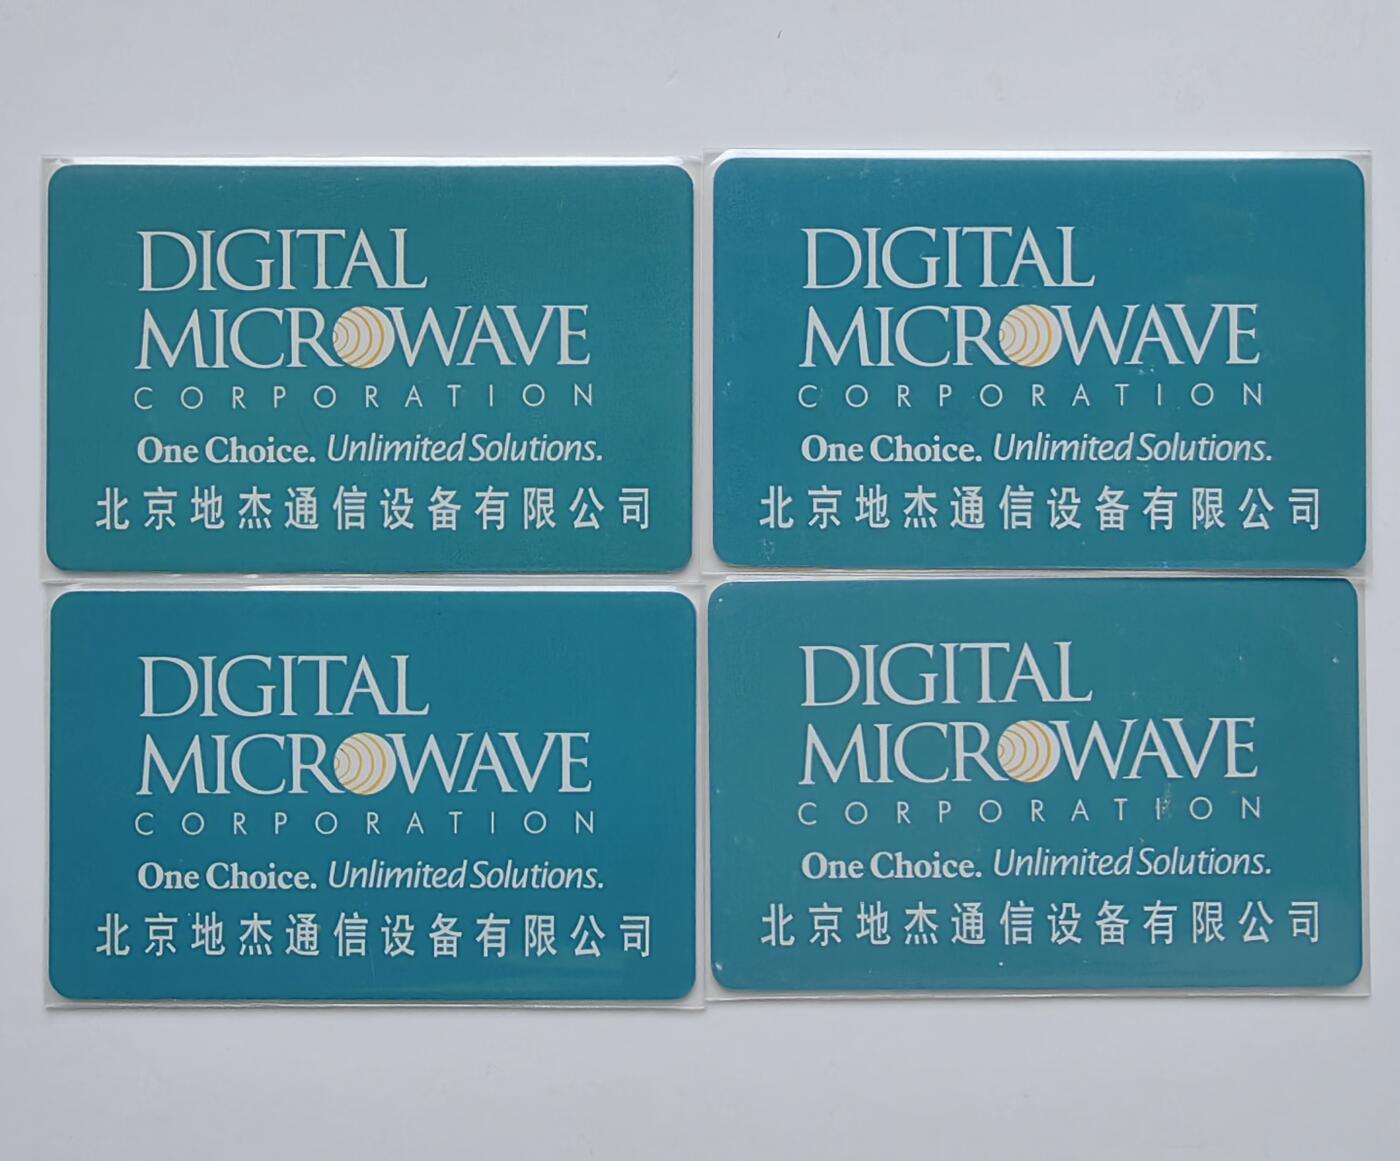 DIGITAL
MICROWAVE
CORPORATION
One Choice. Unlimited Solutions.
北京地杰通信设备有限公司
DIGITAL
MICROWAVE
CORPORATION
One Choice. Unlimited Solutions.
北京地杰通信设备有限公司
DIGITAL
MICROWAVE
CORPORATION
One Choice. Unlimited Solutions.
北京地杰通信设备有限公司
DIGITAL
MICROWAVE
CORPORATION
One Choice. Unlimited Solutions.
北京地杰通信设备有限公司